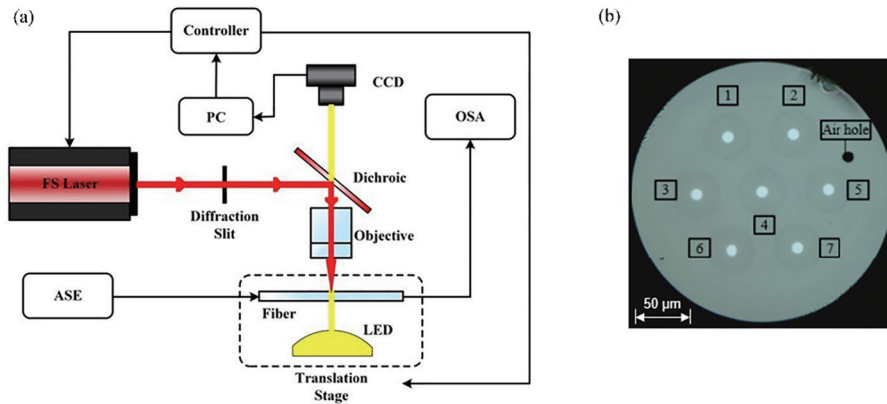 (a)
Controller
CCD
PC
OSA
FS Laser
Dichroic
Diffraction
Slit
Objective
ASE
Fiber
LED
Translation
Stage
(b)
1
2
Air hole
3
5
4
6
7
50 μm